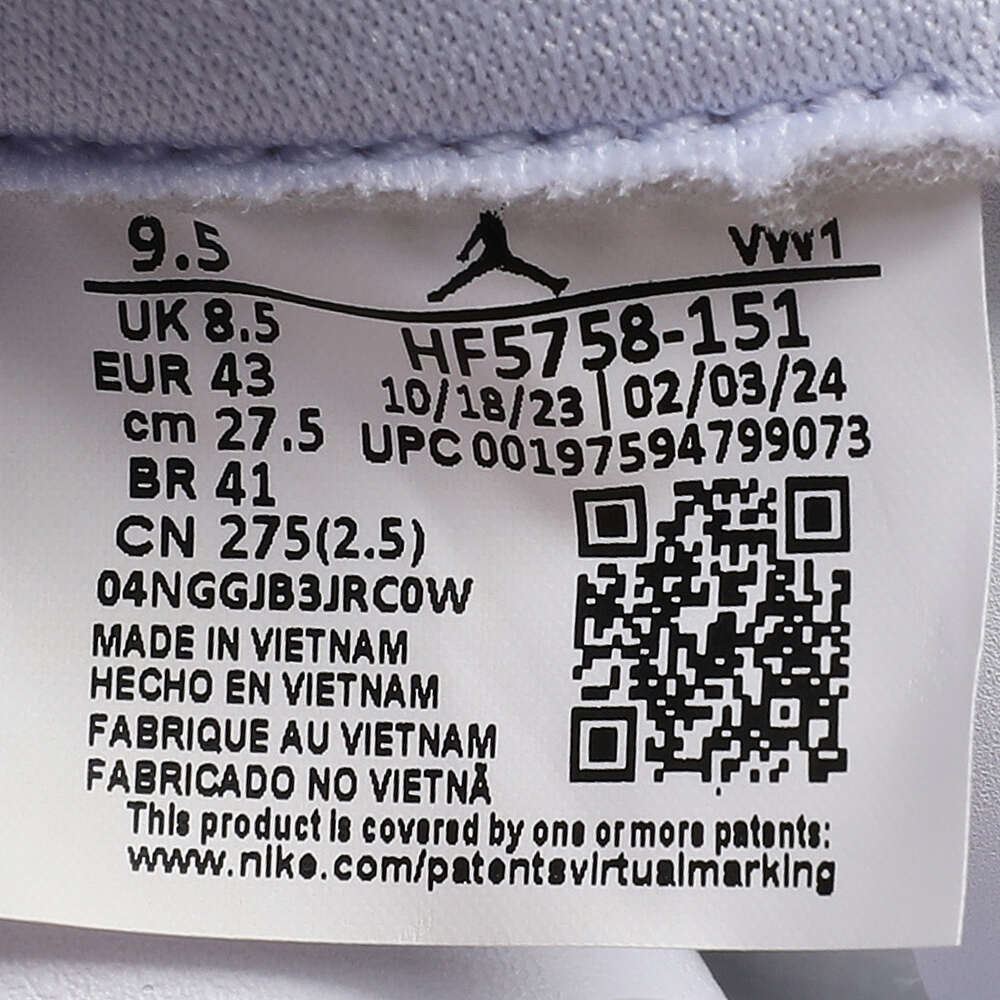 9.5 VW1
UK 8.5
EUR 43
cm 27.5
BR 41
CN 275(2.5)
HF5758-151
10/18/23 | 02/03/24
UPC 00197594799073
04NGGJB3JRC0W
MADE IN VIETNAM
HECHO EN VIETNAM
FABRIQUE AU VIETNAM
FABRICADO NO VIETNÃ
This product is covered by one or more patents:
www.nike.com/patentsvirtualmarking